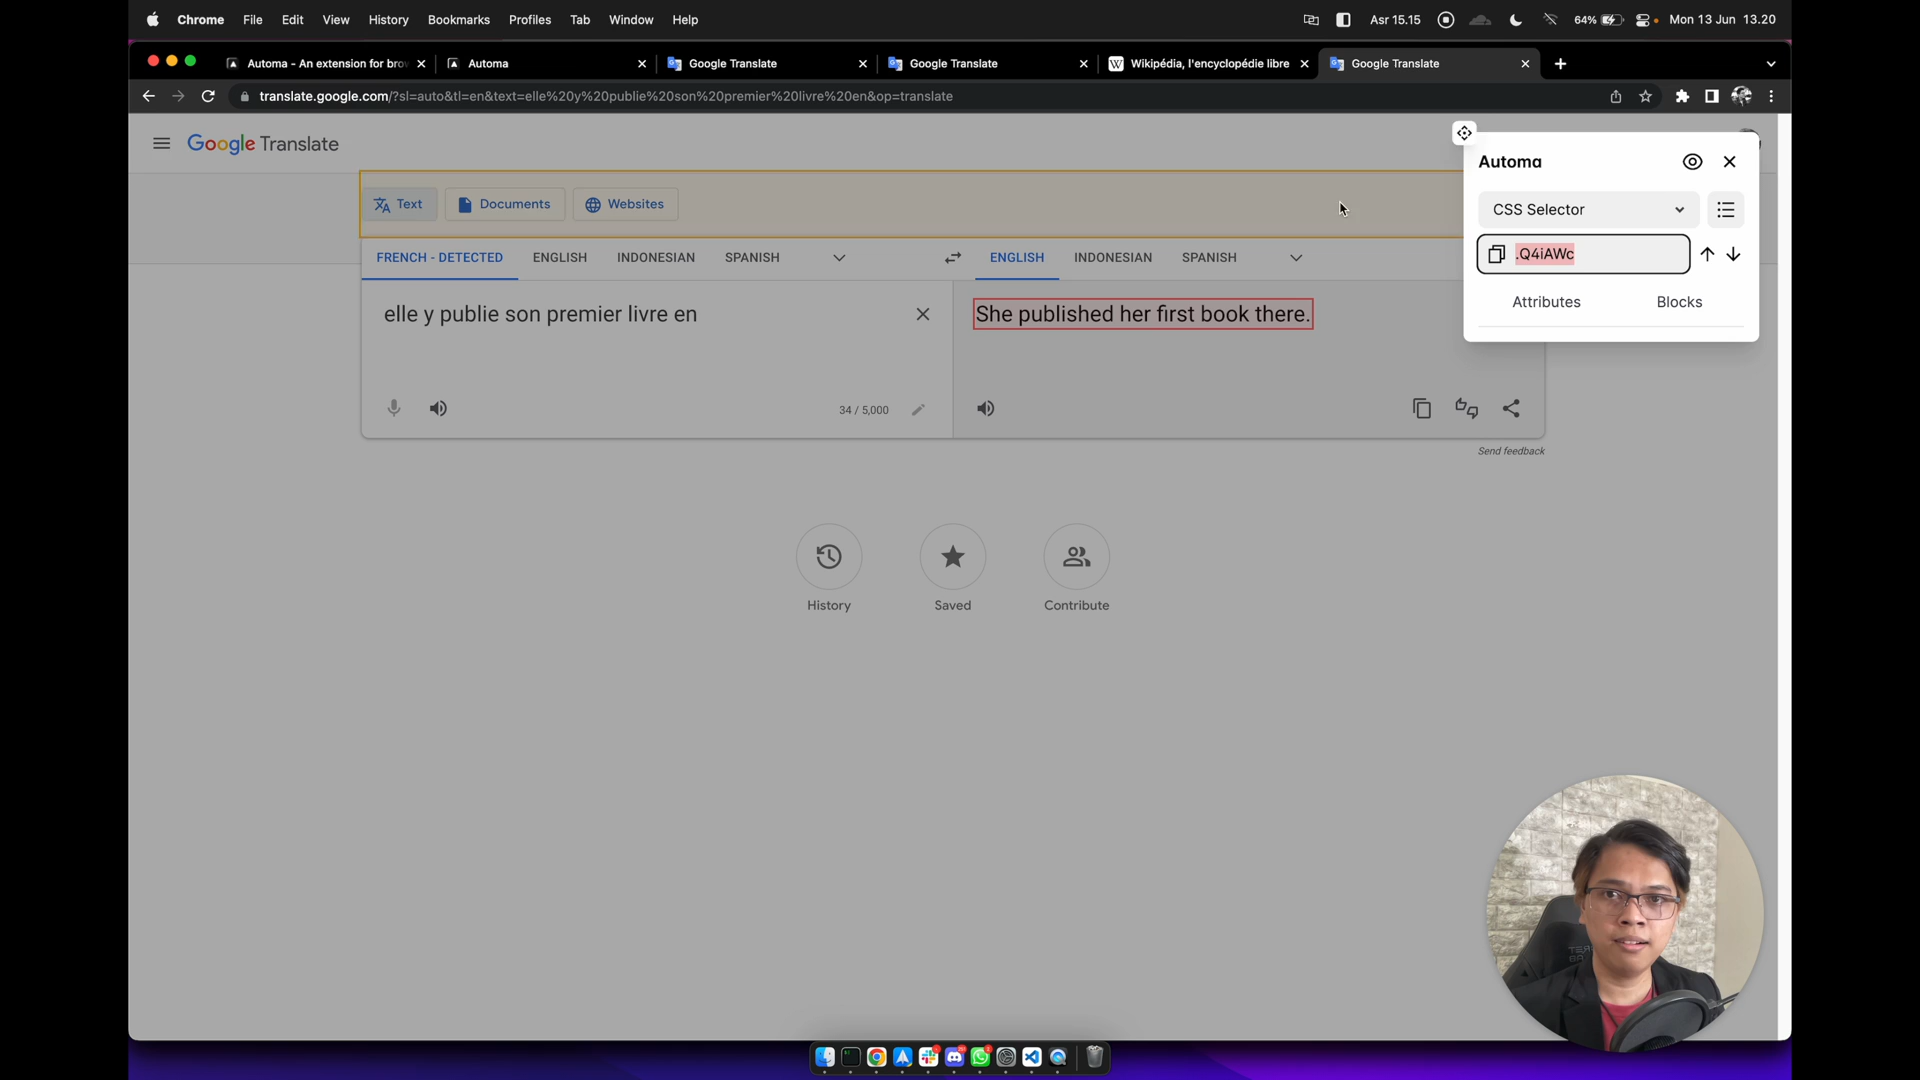 Chrome File Edit View History Bookmarks Profiles Tab Window Help Asr 15.15 64% Mon 13 Jun 13.20
Automa - An extension for bro Automa Google Translate Google Translate Wikipédia, l'encyclopédie libre Google Translate
translate.google.com/?sl=auto&tl=en&text=elle%20y%20publie%20son%20premier%20livre%20en&op=translate
Google Translate
Automa
Text Documents Websites
CSS Selector
.Q4iAWc
FRENCH - DETECTED ENGLISH INDONESIAN SPANISH ENGLISH INDONESIAN SPANISH
Attributes Blocks
elle y publie son premier livre en
She published her first book there.
34 / 5,000
Send feedback
History Saved Contribute